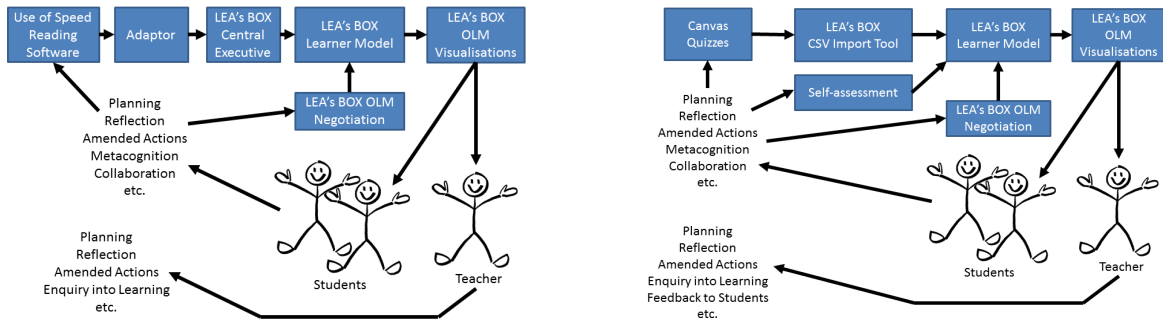 Use of Speed
Reading
Software
Adaptor
LEA's BOX
Central
Executive
LEA's BOX
Learner Model
LEA's BOX
OLM
Visualisations
LEA's BOX OLM
Negotiation
Planning
Reflection
Amended Actions
Metacognition
Collaboration
etc.
Planning
Reflection
Amended Actions
Enquiry into Learning
etc.
Students
Teacher
Canvas
Quizzes
LEA's BOX
CSV Import Tool
LEA's BOX
Learner Model
LEA's BOX
OLM
Visualisations
Self-assessment
LEA's BOX OLM
Negotiation
Planning
Reflection
Amended Actions
Metacognition
Collaboration
etc.
Planning
Reflection
Amended Actions
Enquiry into Learning
Feedback to Students
etc.
Students
Teacher